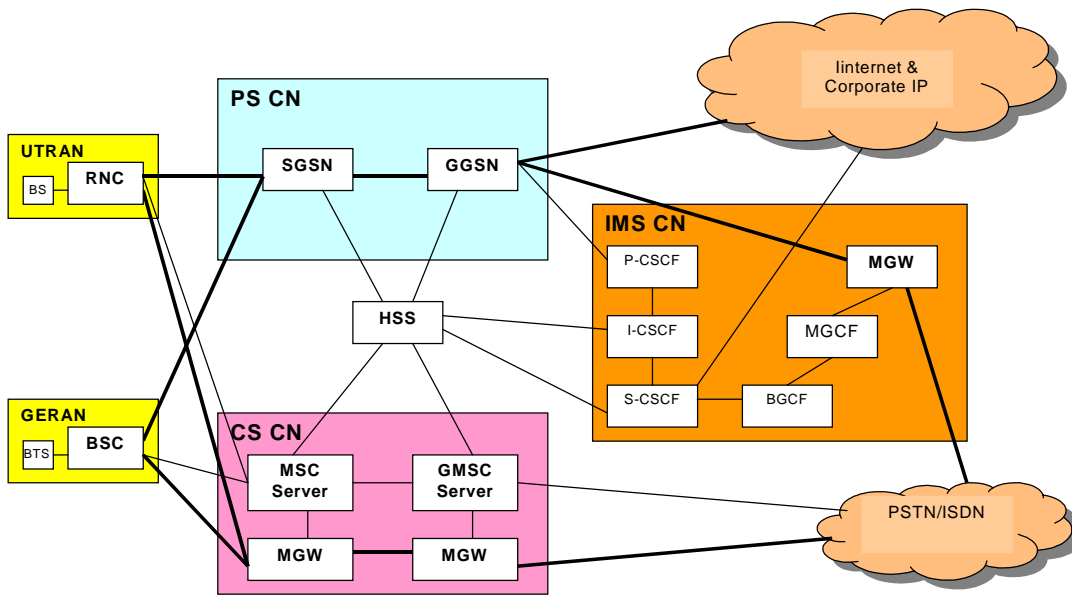 Iinternet &
Corporate IP
PS CN
UTRAN
BS
RNC
SGSN
GGSN
IMS CN
P-CSCF
MGW
HSS
I-CSCF
MGCF
S-CSCF
BGCF
GERAN
BTS
BSC
CS CN
MSC
Server
GMSC
Server
MGW
MGW
PSTN/ISDN